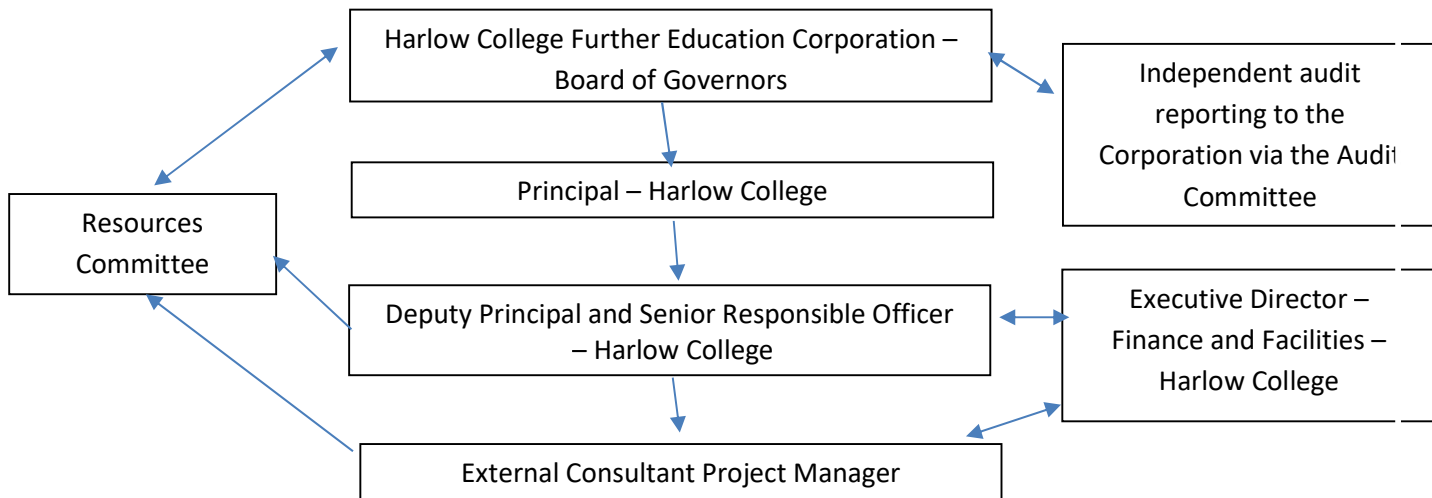 Harlow College Further Education Corporation –
Board of Governors
Independent audit
reporting to the
Corporation via the Audit
Committee
Principal – Harlow College
Resources
Committee
Deputy Principal and Senior Responsible Officer
– Harlow College
Executive Director –
Finance and Facilities –
Harlow College
External Consultant Project Manager